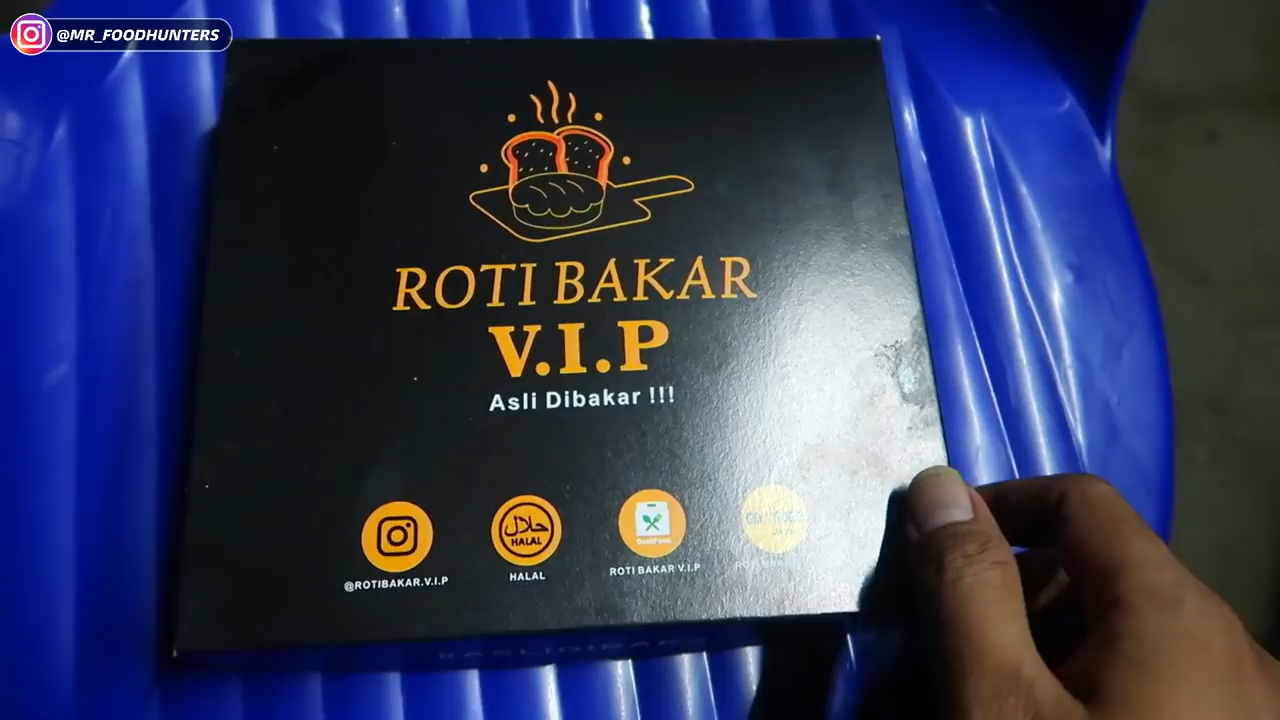 @MR_FOODHUNTERS
ROTI BAKAR
V.I.P
Asli Dibakar !!!
حلال
HALAL
GrabFood
@ROTIBAKAR.V.I.P
HALAL
ROTI BAKAR V.I.P